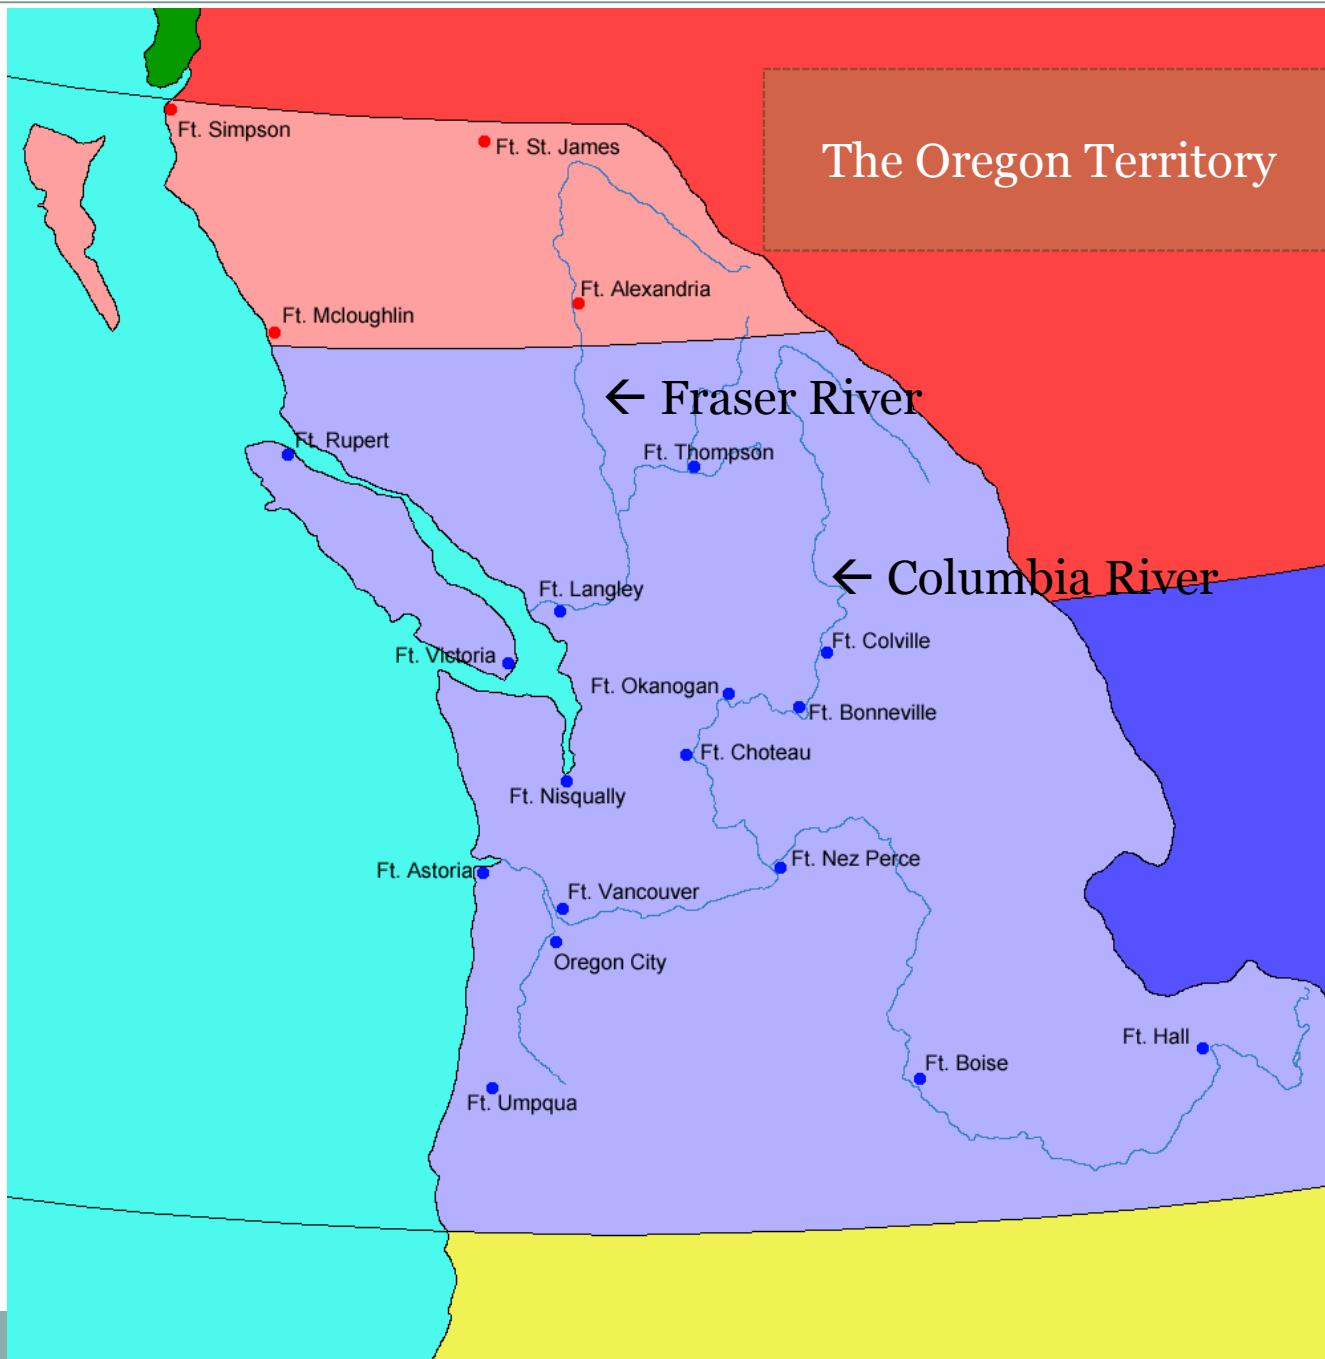 The Oregon Territory
Ft. Simpson
Ft. St. James
Ft. Alexandria
Ft. Mcloughlin
← Fraser River
Ft. Rupert
Ft. Thompson
← Columbia River
Ft. Langley
Ft. Colville
Ft. Victoria
Ft. Okanogan
Ft. Bonneville
Ft. Choteau
Ft. Nisqually
Ft. Nez Perce
Ft. Astoria
Ft. Vancouver
Oregon City
Ft. Hall
Ft. Boise
Ft. Umpqua